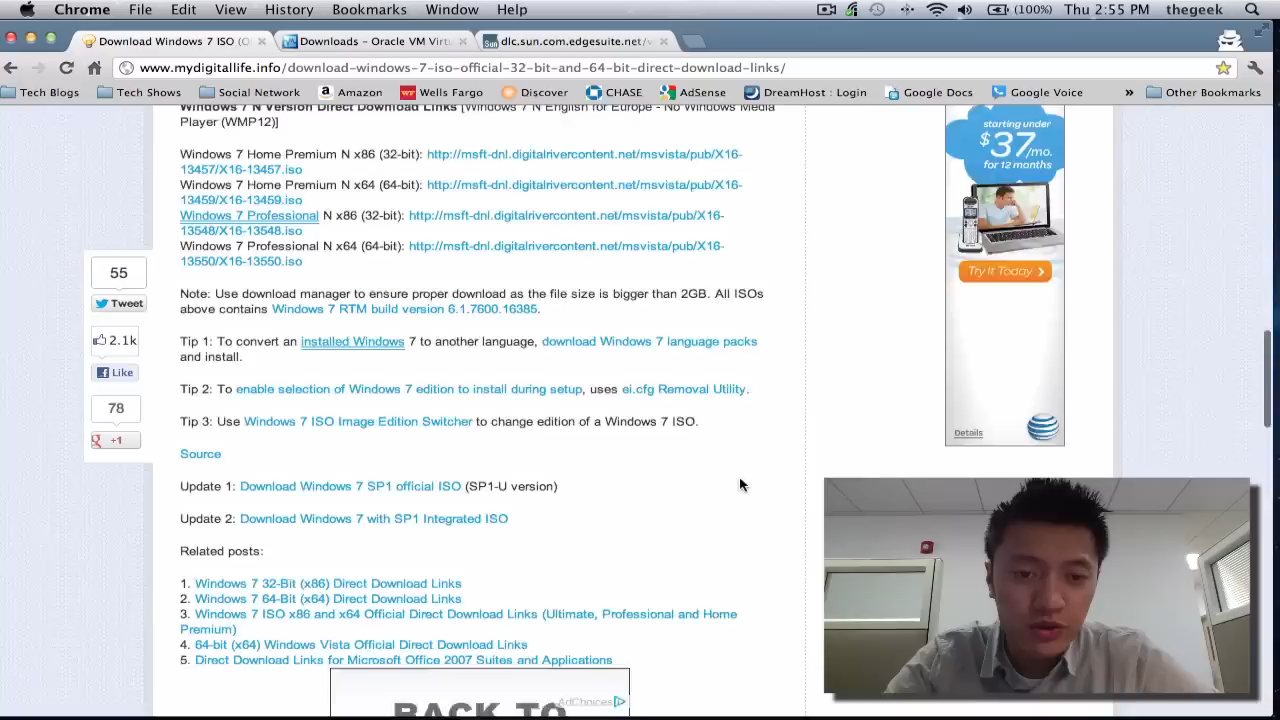 Chrome File Edit View History Bookmarks Window Help (100%) Thu 2:55 PM thegeek
Download Windows 7 ISO (O Downloads – Oracle VM Virtu dlc.sun.com.edgesuite.net/v
www.mydigitallife.info/download-windows-7-iso-official-32-bit-and-64-bit-direct-download-links/
Tech Blogs Tech Shows Social Network Amazon Wells Fargo Discover CHASE AdSense DreamHost : Login Google Docs Google Voice » Other Bookmarks
Windows 7 N Version Direct Download Links [Windows 7 N English for Europe - No Windows Media
Player (WMP12)]
Windows 7 Home Premium N x86 (32-bit): http://msft-dnl.digitalrivercontent.net/msvista/pub/X16-
13457/X16-13457.iso
Windows 7 Home Premium N x64 (64-bit): http://msft-dnl.digitalrivercontent.net/msvista/pub/X16-
13459/X16-13459.iso
Windows 7 Professional N x86 (32-bit): http://msft-dnl.digitalrivercontent.net/msvista/pub/X16-
13548/X16-13548.iso
Windows 7 Professional N x64 (64-bit): http://msft-dnl.digitalrivercontent.net/msvista/pub/X16-
13550/X16-13550.iso
Note: Use download manager to ensure proper download as the file size is bigger than 2GB. All ISOs
above contains Windows 7 RTM build version 6.1.7600.16385.
Tip 1: To convert an installed Windows 7 to another language, download Windows 7 language packs
and install.
Tip 2: To enable selection of Windows 7 edition to install during setup, uses ei.cfg Removal Utility.
Tip 3: Use Windows 7 ISO Image Edition Switcher to change edition of a Windows 7 ISO.
Source
Update 1: Download Windows 7 SP1 official ISO (SP1-U version)
Update 2: Download Windows 7 with SP1 Integrated ISO
Related posts:
1. Windows 7 32-Bit (x86) Direct Download Links
2. Windows 7 64-Bit (x64) Direct Download Links
3. Windows 7 ISO x86 and x64 Official Direct Download Links (Ultimate, Professional and Home
Premium)
4. 64-bit (x64) Windows Vista Official Direct Download Links
5. Direct Download Links for Microsoft Office 2007 Suites and Applications
AdChoices
BACK TO
55
Tweet
2.1k
Like
78
+1
starting under
$37/mo.
for 12 months
Try It Today
Details
at&t